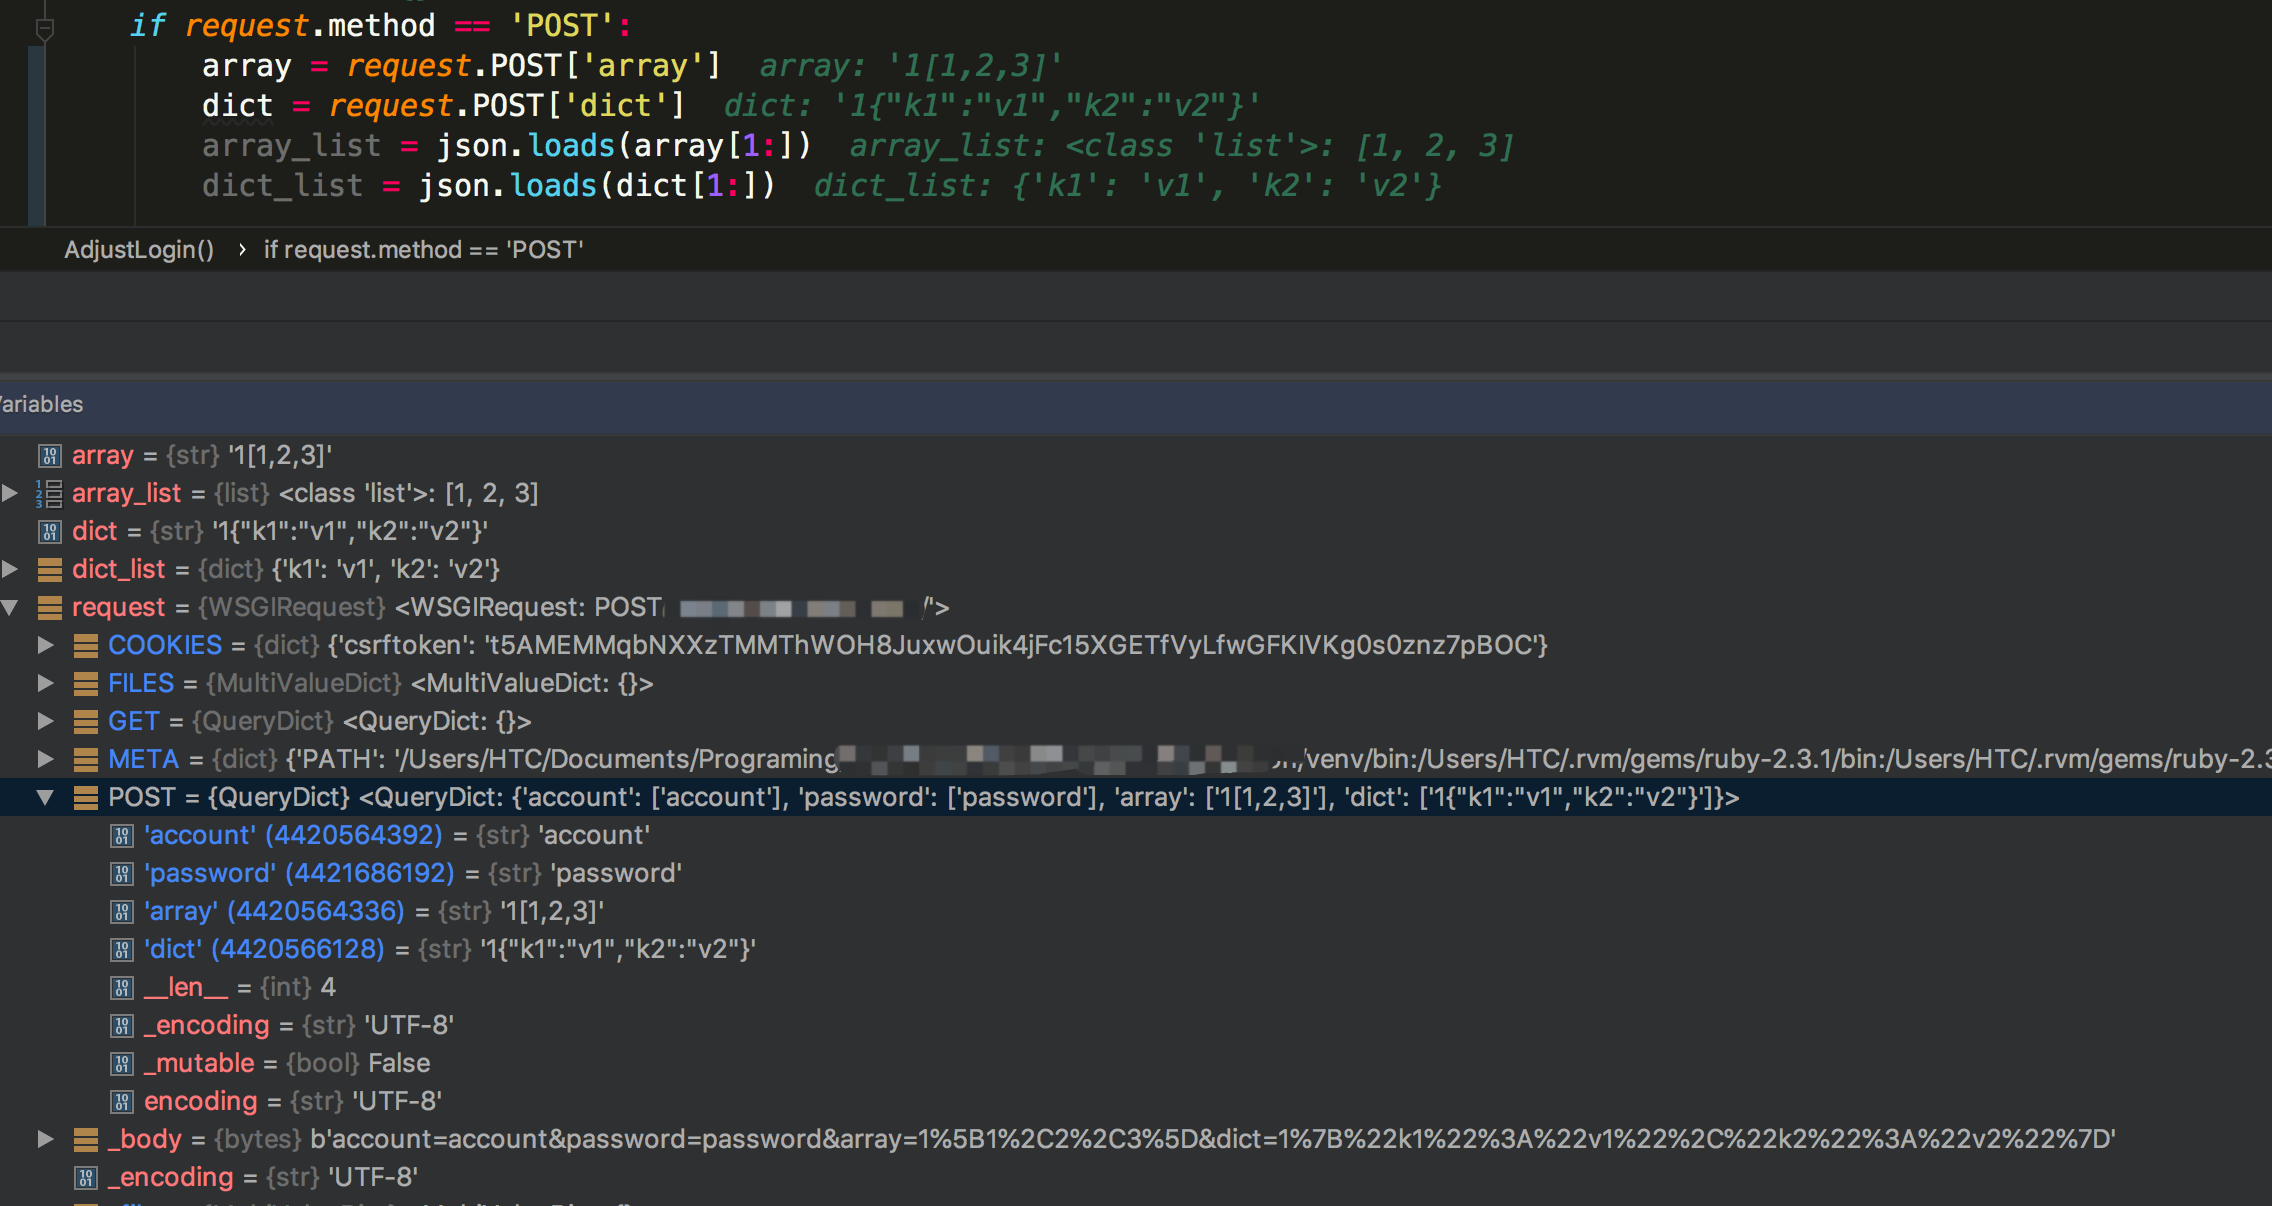 if request.method == 'POST':
array = request.POST['array'] array: '1[1,2,3]'
dict = request.POST['dict'] dict: '1{"k1":"v1","k2":"v2"}'
array_list = json.loads(array[1:]) array_list: <class 'list'>: [1, 2, 3]
dict_list = json.loads(dict[1:]) dict_list: {'k1': 'v1', 'k2': 'v2'}
AdjustLogin() › if request.method == 'POST'
Variables
array = {str} '1[1,2,3]'
array_list = {list} <class 'list'>: [1, 2, 3]
dict = {str} '1{"k1":"v1","k2":"v2"}'
dict_list = {dict} {'k1': 'v1', 'k2': 'v2'}
request = {WSGIRequest} <WSGIRequest: POST /'>
COOKIES = {dict} {'csrftoken': 't5AMEMMqbNXXzTMMThWOH8JuxwOuik4jFc15XGETfVyLfwGFKlVKg0s0znz7pBOC'}
FILES = {MultiValueDict} <MultiValueDict: {}>
GET = {QueryDict} <QueryDict: {}>
META = {dict} {'PATH': '/Users/HTC/Documents/Programing /venv/bin:/Users/HTC/.rvm/gems/ruby-2.3.1/bin:/Users/HTC/.rvm/gems/ruby-2.3
POST = {QueryDict} <QueryDict: {'account': ['account'], 'password': ['password'], 'array': ['1[1,2,3]'], 'dict': ['1{"k1":"v1","k2":"v2"}']}>
'account' (4420564392) = {str} 'account'
'password' (4421686192) = {str} 'password'
'array' (4420564336) = {str} '1[1,2,3]'
'dict' (4420566128) = {str} '1{"k1":"v1","k2":"v2"}'
__len__ = {int} 4
_encoding = {str} 'UTF-8'
_mutable = {bool} False
encoding = {str} 'UTF-8'
_body = {bytes} b'account=account&password=password&array=1%5B1%2C2%2C3%5D&dict=1%7B%22k1%22%3A%22v1%22%2C%22k2%22%3A%22v2%22%7D'
_encoding = {str} 'UTF-8'